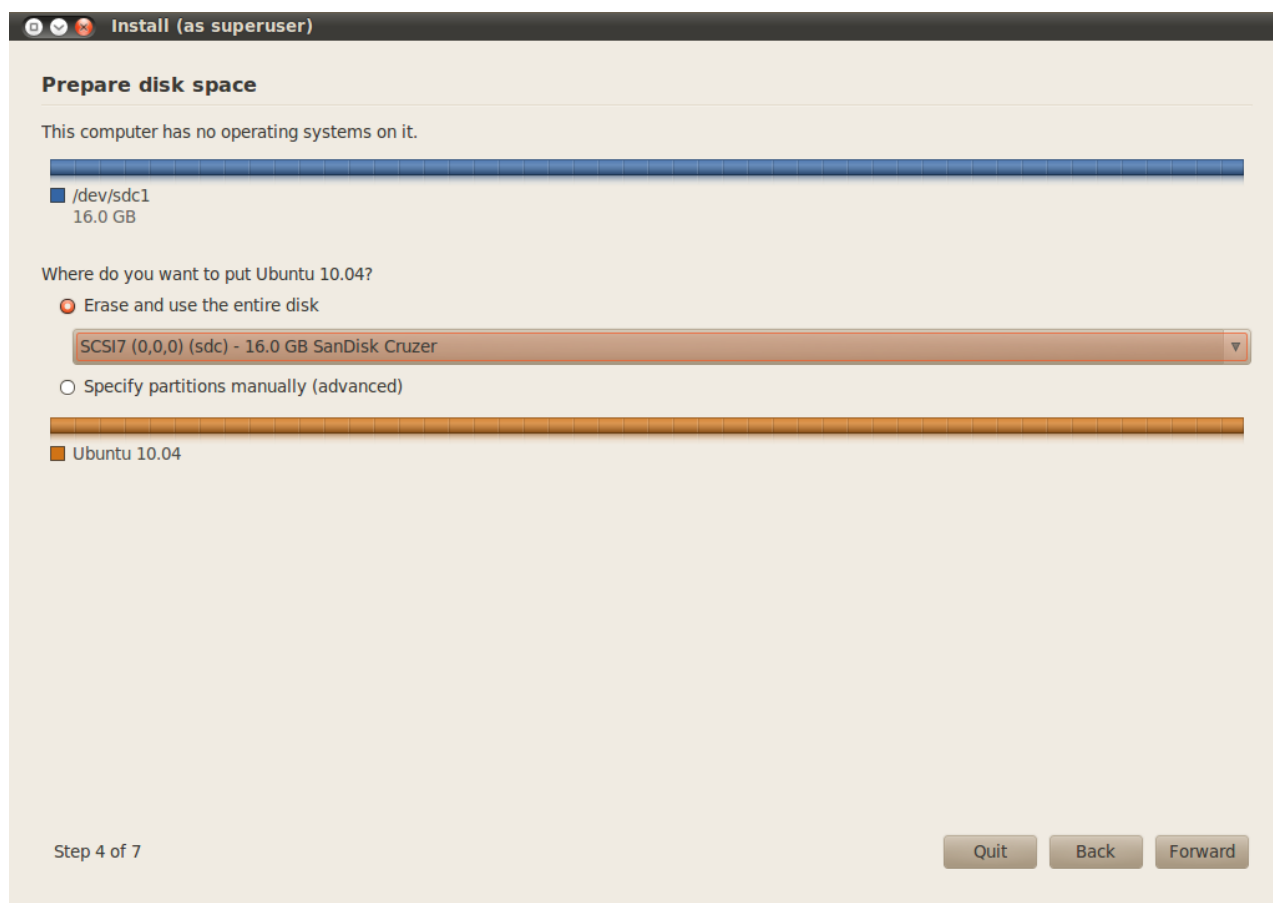 Install (as superuser)
Prepare disk space
This computer has no operating systems on it.
/dev/sdc1
16.0 GB
Where do you want to put Ubuntu 10.04?
Erase and use the entire disk
SCSI7 (0,0,0) (sdc) - 16.0 GB SanDisk Cruzer
Specify partitions manually (advanced)
Ubuntu 10.04
Step 4 of 7
Quit
Back
Forward